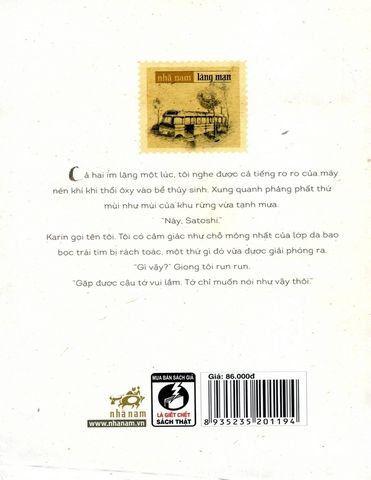 nhã nam lãng mạn
Cả hai im lặng một lúc, tôi nghe được cả tiếng ro ro của máy
nén khí khi thổi ôxy vào bể thủy sinh. Xung quanh phảng phất thứ
mùi như mùi của khu rừng vừa tạnh mưa.
“Này, Satoshi.”
Karin gọi tên tôi. Tôi có cảm giác như chỗ mỏng nhất của lớp da bao
bọc trái tim bị rách toác, một thứ gì đó vừa được giải phóng ra.
“Gì vậy?” Giọng tôi run run.
“Gặp được cậu tớ vui lắm. Tớ chỉ muốn nói như vậy thôi.”
nhã nam
www.nhanam.vn
MUA BÁN SÁCH GIẢ
LÀ GIẾT CHẾT
SÁCH THẬT
Giá: 86.000đ
8 935235 201194